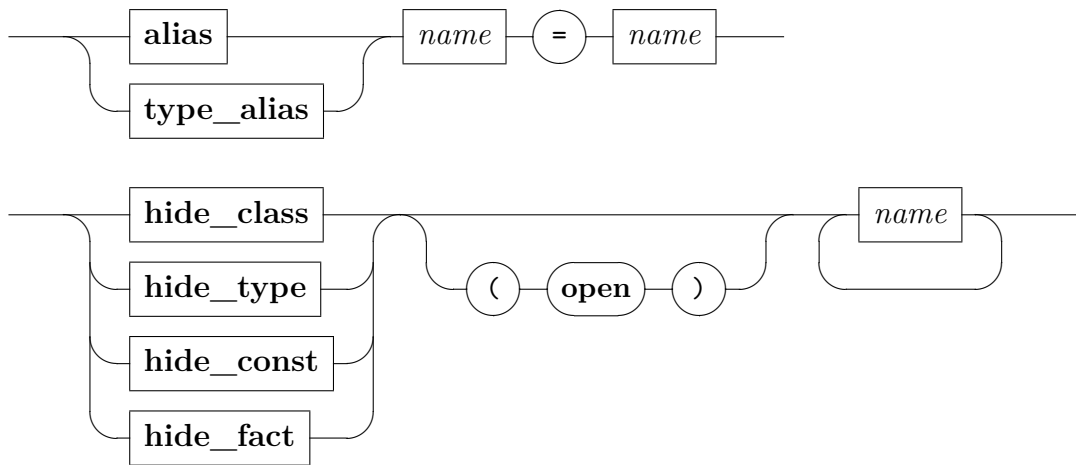 alias name = name
type_alias
hide_class name
hide_type ( open )
hide_const
hide_fact